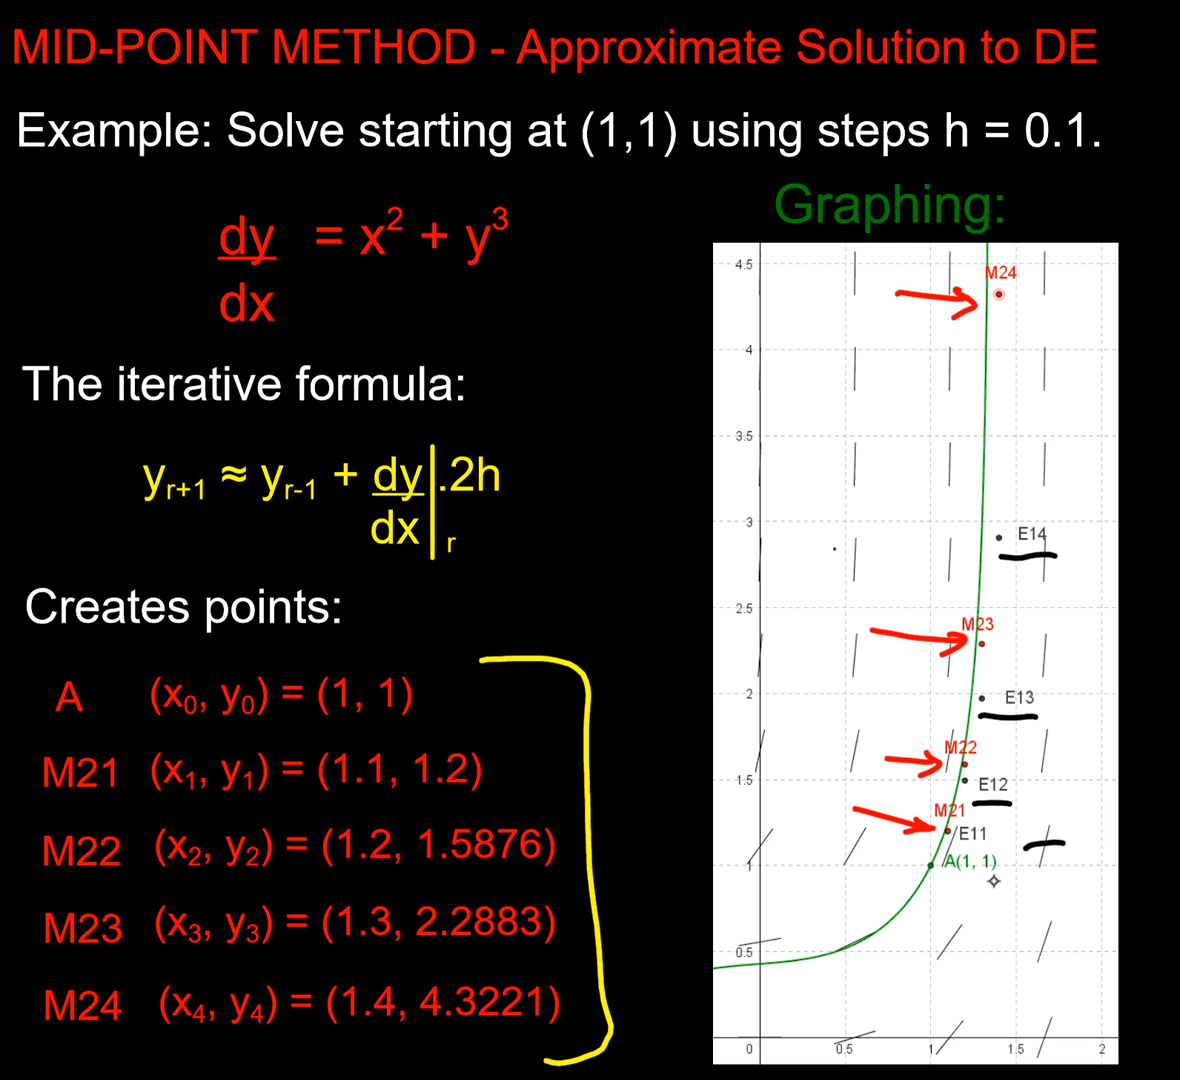 MID-POINT METHOD - Approximate Solution to DE
Example: Solve starting at (1,1) using steps h = 0.1.
Graphing:
dy = x² + y³
dx
The iterative formula:
yᵣ₊₁ ≈ yᵣ₋₁ + dy|.2h
dx|ᵣ
Creates points:
A (x₀, y₀) = (1, 1)
M21 (x₁, y₁) = (1.1, 1.2)
M22 (x₂, y₂) = (1.2, 1.5876)
M23 (x₃, y₃) = (1.3, 2.2883)
M24 (x₄, y₄) = (1.4, 4.3221)
4.5
M24
4
3.5
3
E14
2.5
M23
2
E13
M22
1.5
E12
M21
E11
1
A(1, 1)
0.5
0 0.5 1 1.5 2